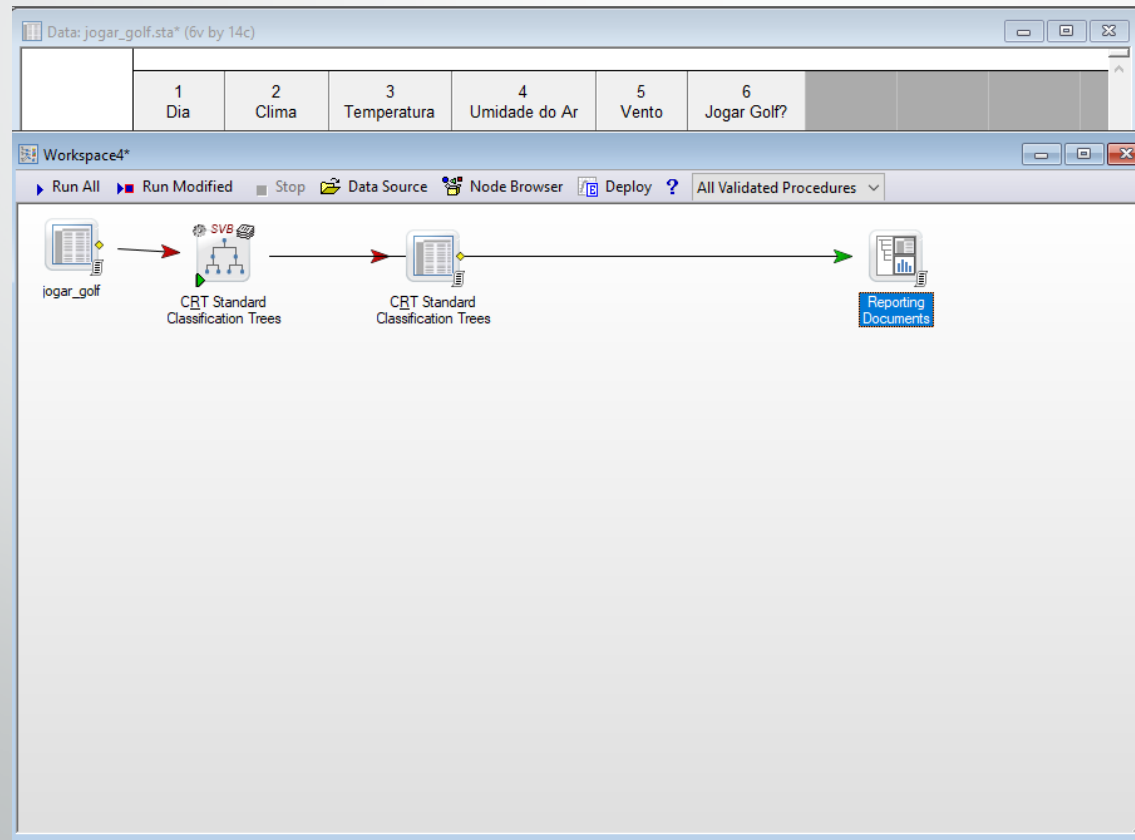 Data: jogar_golf.sta* (6v by 14c)
1 2 3 4 5 6
Dia Clima Temperatura Umidade do Ar Vento Jogar Golf?
Workspace4*
Run All Run Modified Stop Data Source Node Browser Deploy ? All Validated Procedures
SVB
jogar_golf
CRT Standard
Classification Trees
CRT Standard
Classification Trees
Reporting
Documents